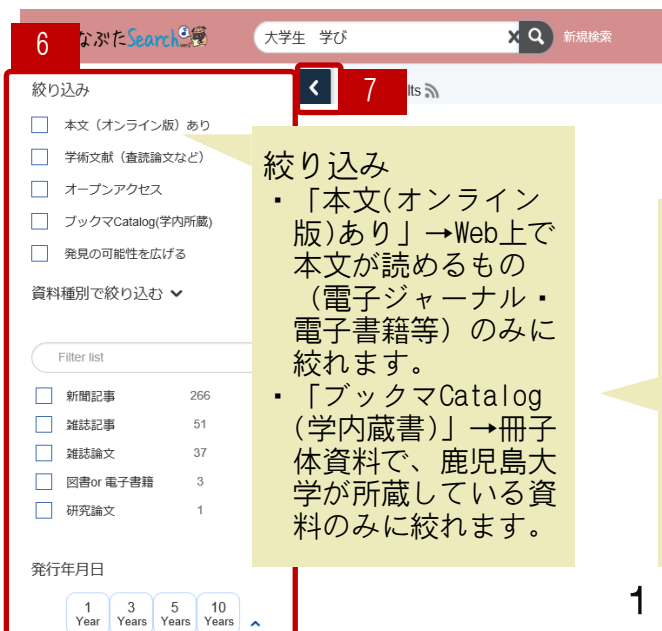 6
なぶたSearch
大学生　学び
新規検索
絞り込み
7
lts
本文（オンライン版）あり
学術文献（査読論文など）
オープンアクセス
ブックマCatalog(学内所蔵)
発見の可能性を広げる
資料種別で絞り込む
Filter list
新聞記事 266
雑誌記事 51
雑誌論文 37
図書or 電子書籍 3
研究論文 1
発行年月日
1 Year
3 Years
5 Years
10 Years
絞り込み
・「本文(オンライン
版)あり」→Web上で
本文が読めるもの
（電子ジャーナル・
電子書籍等）のみに
絞れます。
・「ブックマCatalog
(学内蔵書)」→冊子
体資料で、鹿児島大
学が所蔵している資
料のみに絞れます。
1